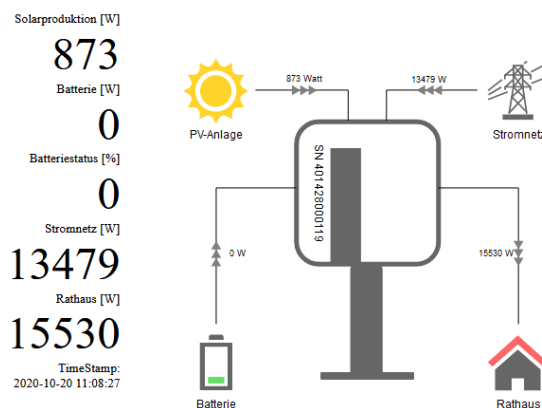 Solarproduktion [W]
873
Batterie [W]
0
Batteriestatus [%]
0
Stromnetz [W]
13479
Rathaus [W]
15530
TimeStamp:
2020-10-20 11:08:27
873 Watt
13479 W
PV-Anlage
Stromnetz
SN 401428000119
0 W
15530 W
Batterie
Rathaus